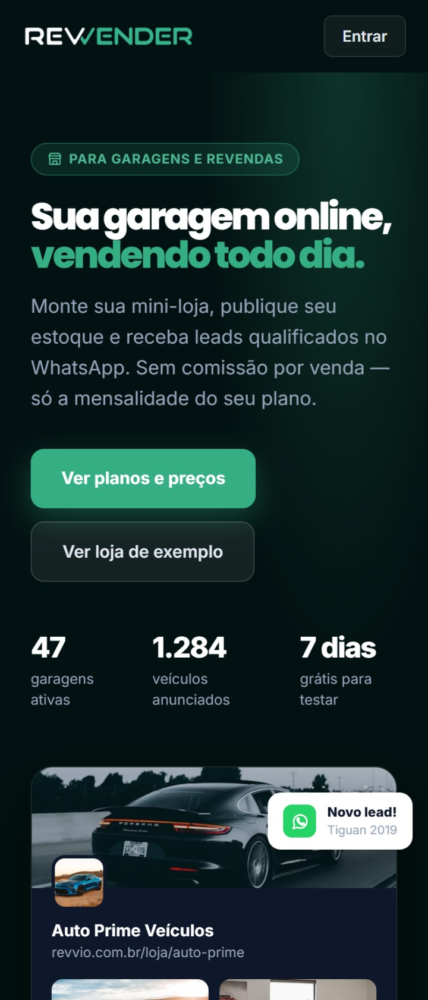 REVVENDER
Entrar
PARA GARAGENS E REVENDAS
Sua garagem online,
vendendo todo dia.
Monte sua mini-loja, publique seu
estoque e receba leads qualificados no
WhatsApp. Sem comissão por venda —
só a mensalidade do seu plano.
Ver planos e preços
Ver loja de exemplo
47
garagens
ativas
1.284
veículos
anunciados
7 dias
grátis para
testar
Novo lead!
Tiguan 2019
PORSCHE
Auto Prime Veículos
revvio.com.br/loja/auto-prime